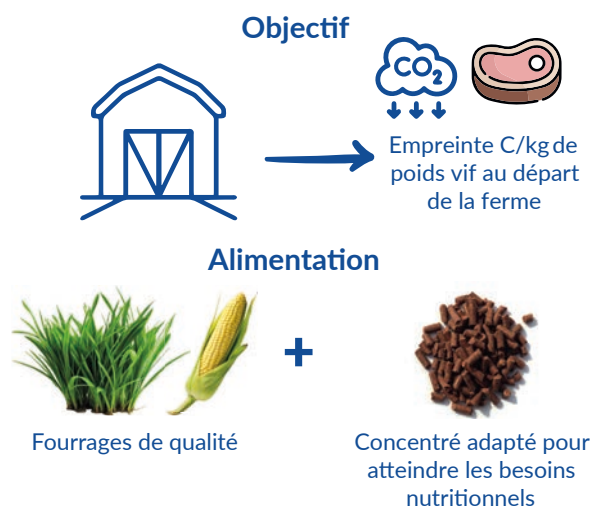 Objectif
CO2
Empreinte C/kg de
poids vif au départ
de la ferme
Alimentation
+
Fourrages de qualité
Concentré adapté pour
atteindre les besoins
nutritionnels